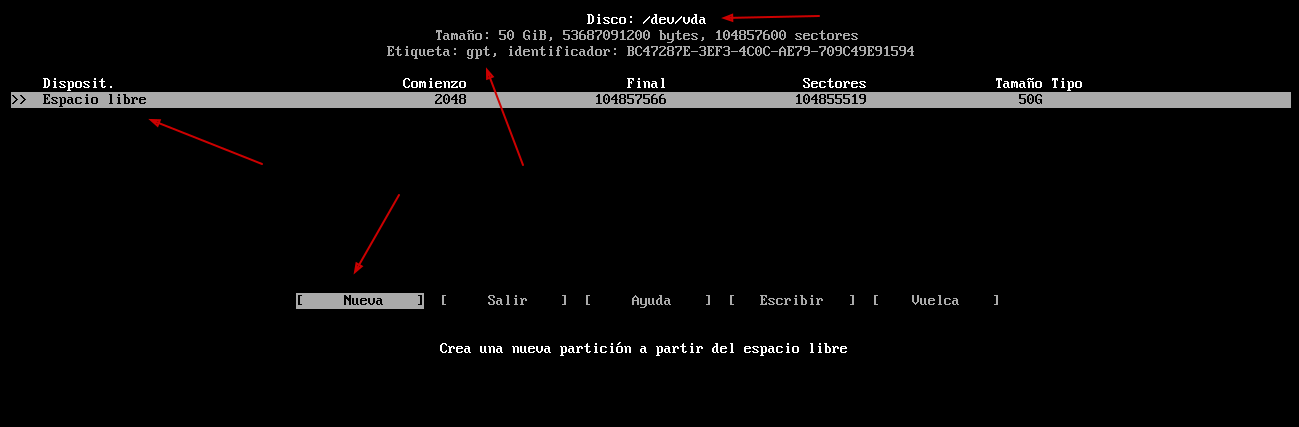 Disco: /dev/vda
Tamaño: 50 GiB, 53687091200 bytes, 104857600 sectores
Etiqueta: gpt, identificador: BC47287E-3EF3-4C0C-AE79-709C49E91594
Disposit. Comienzo Final Sectores Tamaño Tipo
>> Espacio libre 2048 104857566 104855519 50G
[ Nueva ] [ Salir ] [ Ayuda ] [ Escribir ] [ Vuelca ]
Crea una nueva partición a partir del espacio libre